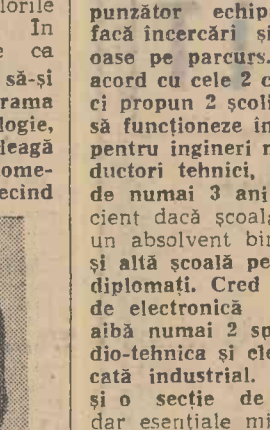 lorile
În
e ca
să-și
rama
logie,
leagă
ome-
ecind
punzător echip
facă încercări și
oase pe parcurs.
acord cu cele 2 c
ci propun 2 școli
să funcționeze în
pentru ingineri
ductori tehnici,
de numai 3 ani
cient dacă școala
un absolvent bin
și altă școală pe
diplomați. Cred
de electronică
aibă numai 2 sp
dio-tehnica și ele
cată industrial.
și o secție de
dar esențiale mi